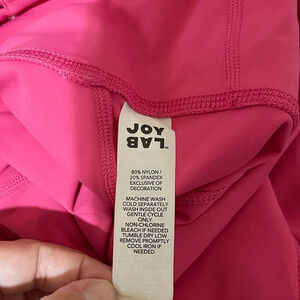 JOY
LAB™
80% NYLON /
20% SPANDEX
EXCLUSIVE OF
DECORATION
MACHINE WASH
COLD SEPARATELY
WASH INSIDE OUT
GENTLE CYCLE
ONLY
NON-CHLORINE
BLEACH IF NEEDED
TUMBLE DRY LOW
REMOVE PROMPTLY
COOL IRON IF
NEEDED